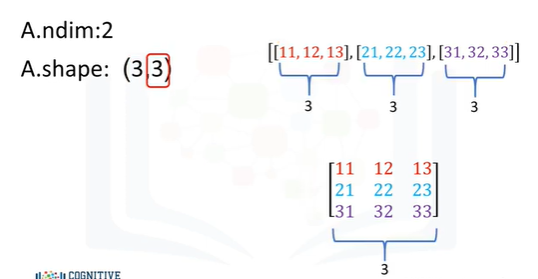 A.ndim:2
A.shape: (3,3)
[[11, 12, 13], [21, 22, 23], [31, 32, 33]]
3 3 3
11 12 13
21 22 23
31 32 33
3
COGNITIVE